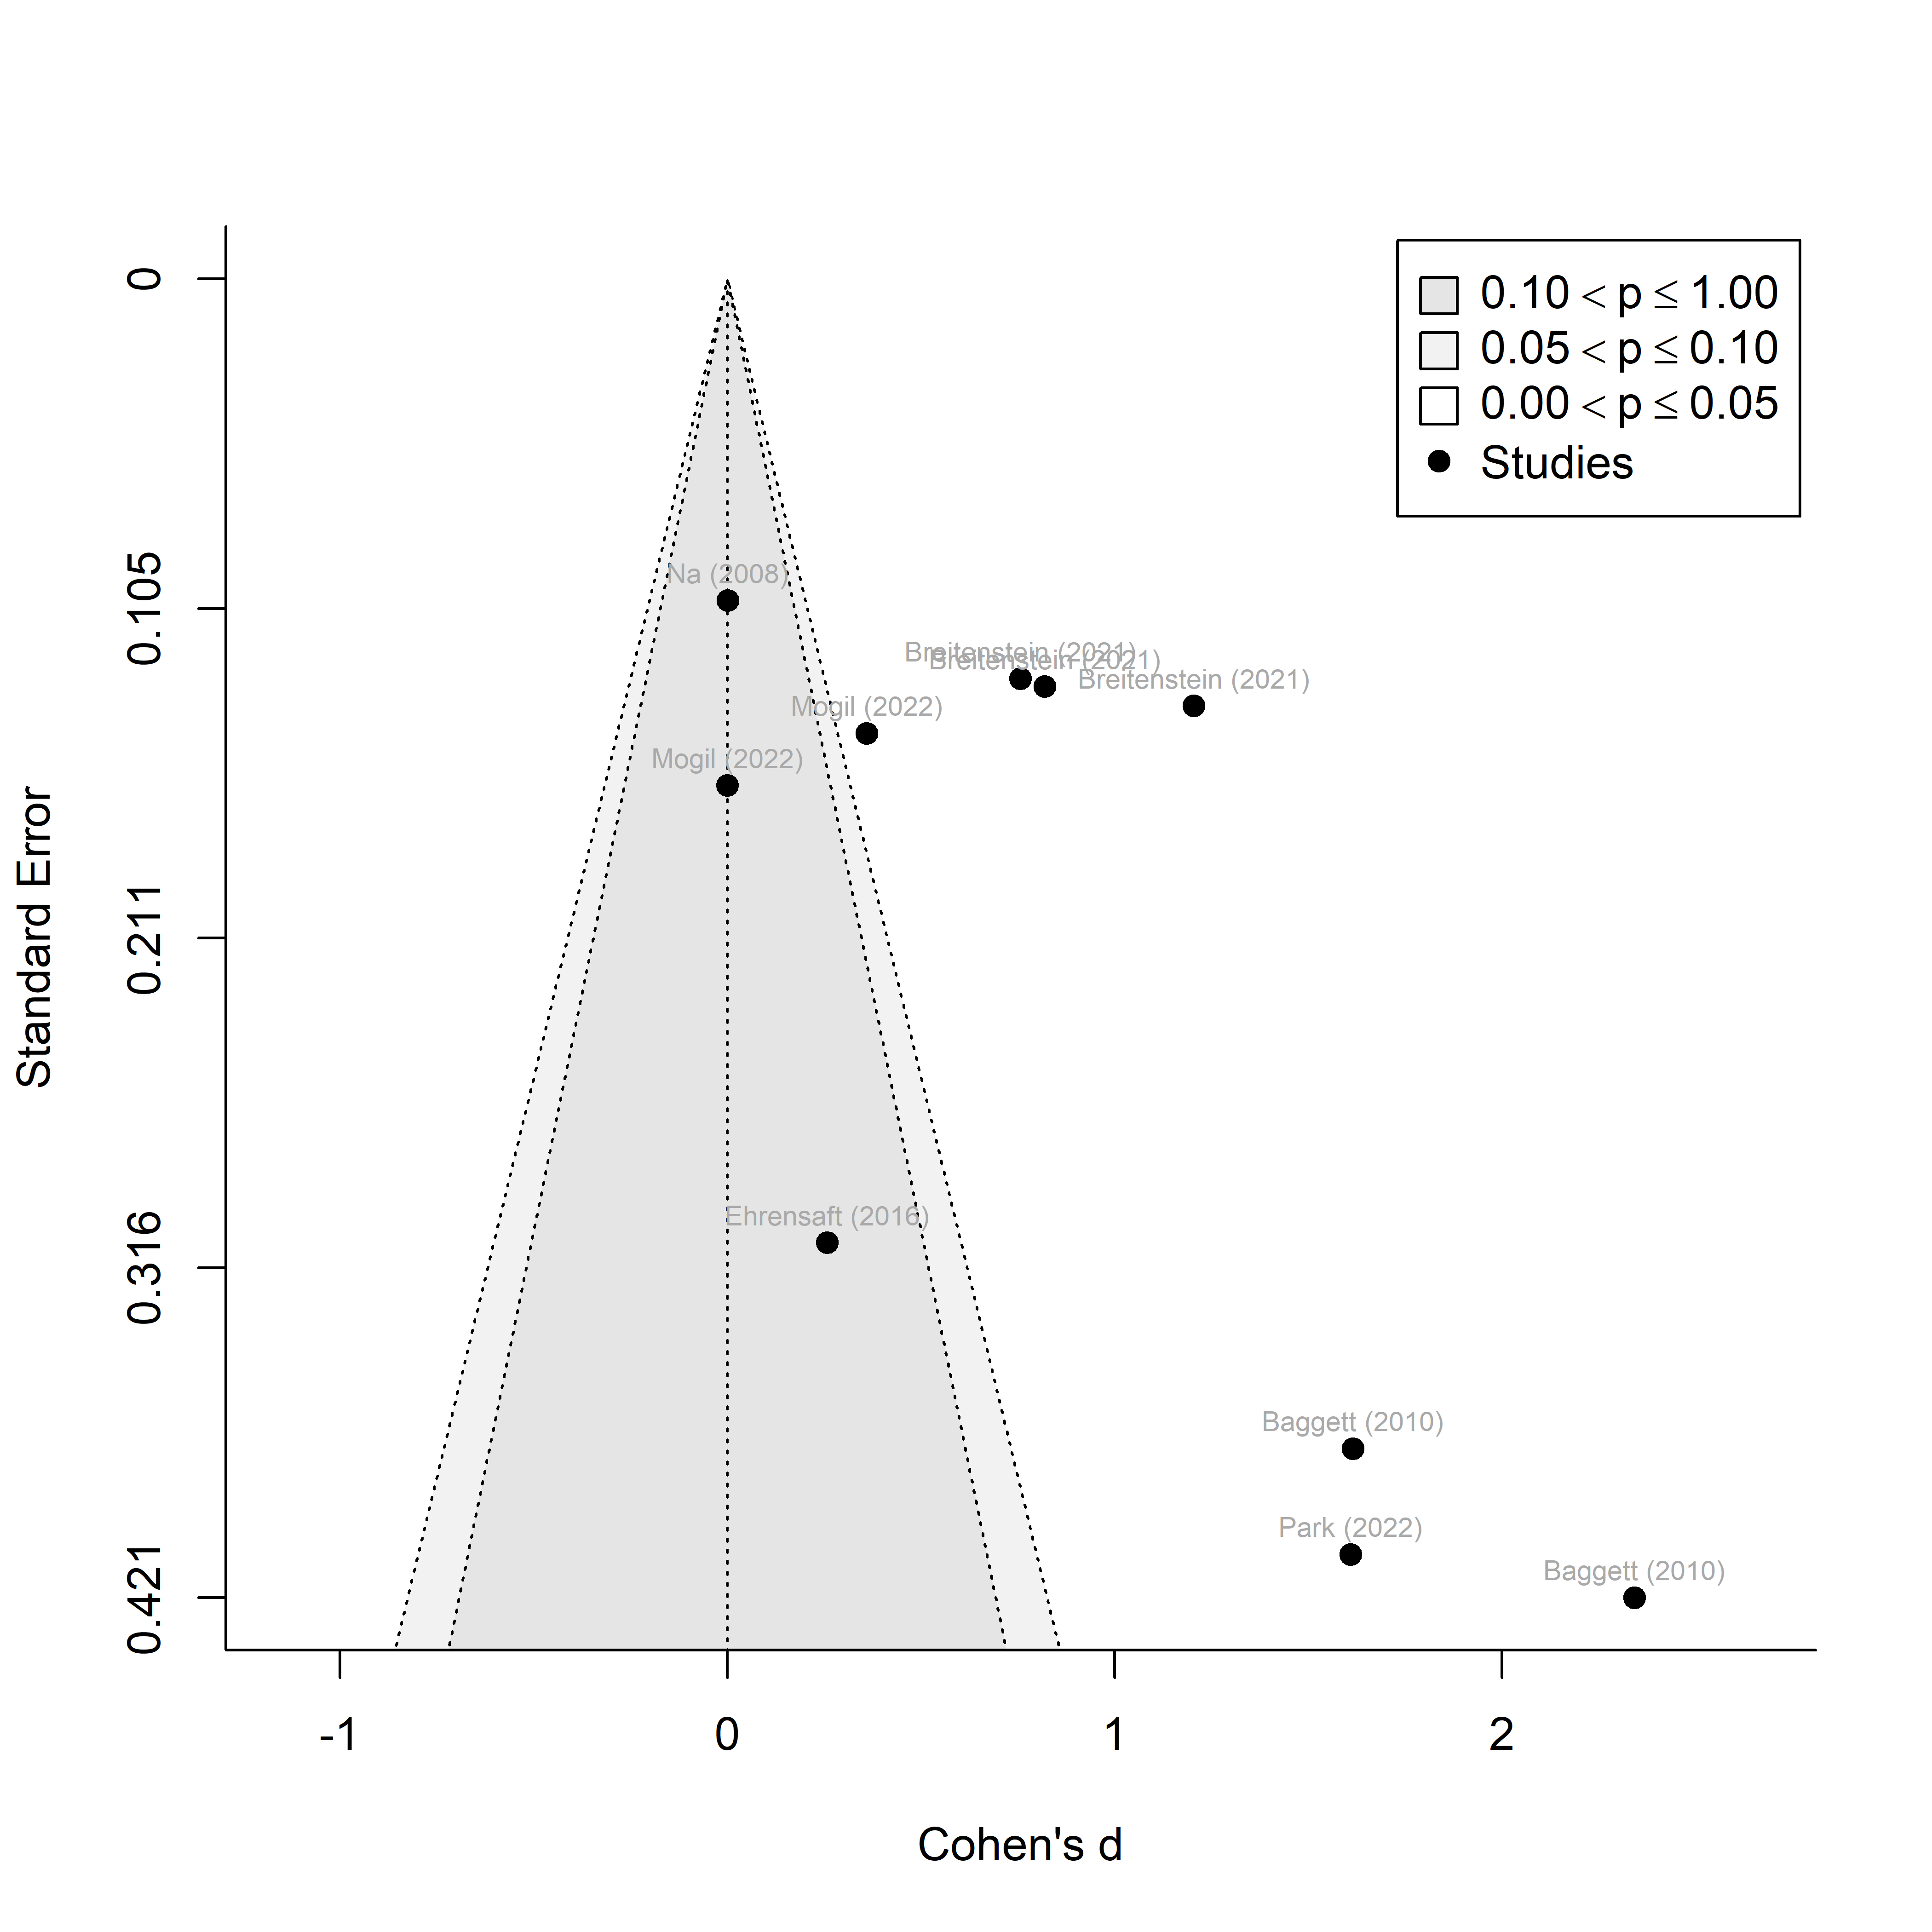 0.10 < p ≤ 1.00
0.05 < p ≤ 0.10
0.00 < p ≤ 0.05
Studies
Na (2008)
Breitenstein (2021)
Breitenstein (2021)
Breitenstein (2021)
Mogil (2022)
Mogil (2022)
Ehrensaft (2016)
Baggett (2010)
Park (2022)
Baggett (2010)
Standard Error
0
0.105
0.211
0.316
0.421
-1
0
1
2
Cohen's d